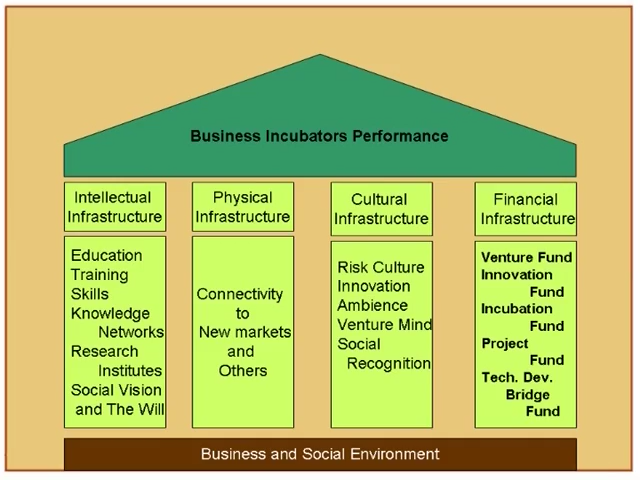 Business Incubators Performance
Intellectual
Infrastructure
Physical
Infrastructure
Cultural
Infrastructure
Financial
Infrastructure
Education
Training
Skills
Knowledge
Networks
Research
Institutes
Social Vision
and The Will
Connectivity
to
New markets
and
Others
Risk Culture
Innovation
Ambience
Venture Mind
Social
Recognition
Venture Fund
Innovation
Fund
Incubation
Fund
Project
Fund
Tech. Dev.
Bridge
Fund
Business and Social Environment